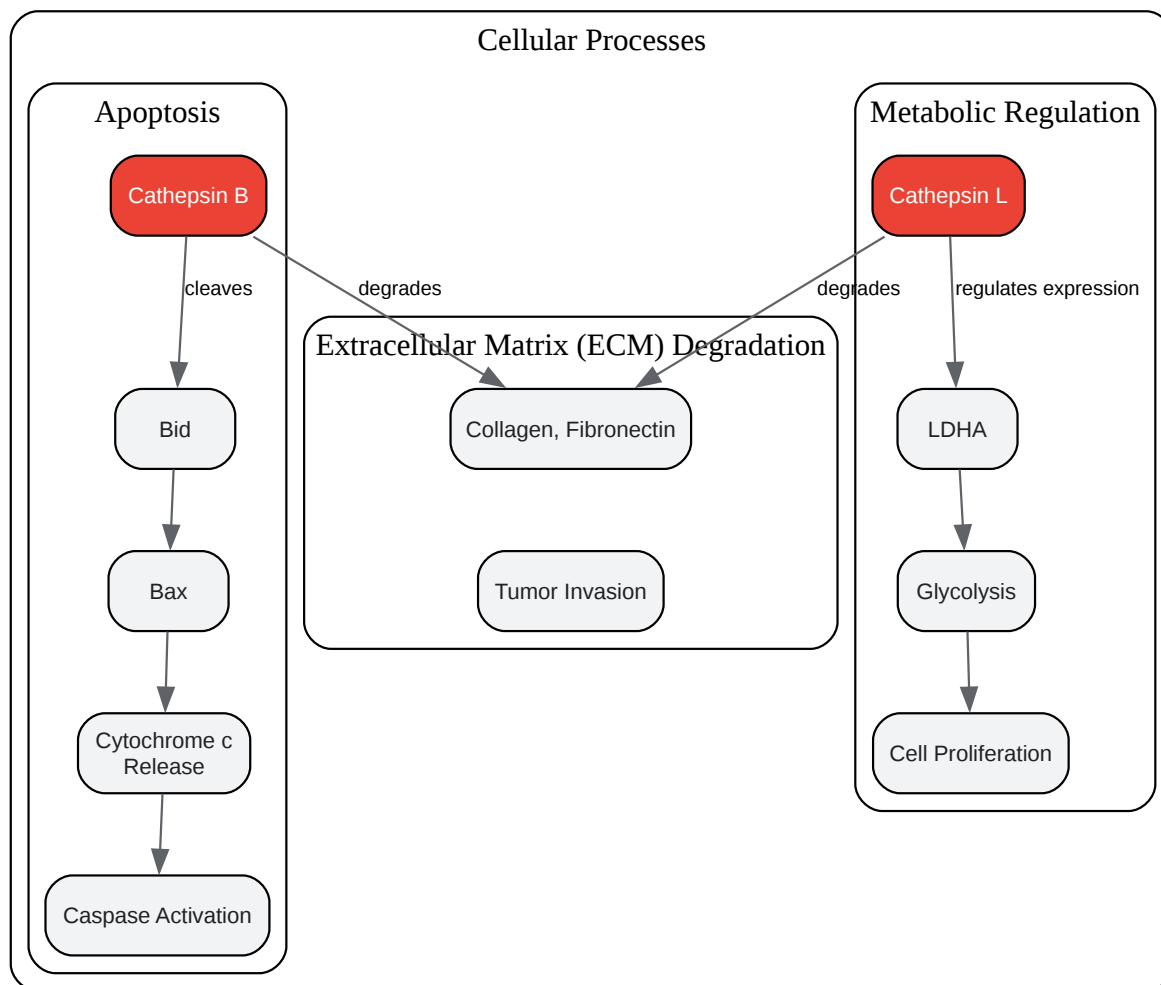 Cellular Processes
Apoptosis
Metabolic Regulation
Cathepsin B
Cathepsin L
cleaves
degrades
degrades
regulates expression
Extracellular Matrix (ECM) Degradation
Bid
Collagen, Fibronectin
LDHA
Bax
Tumor Invasion
Glycolysis
Cytochrome c
Release
Cell Proliferation
Caspase Activation